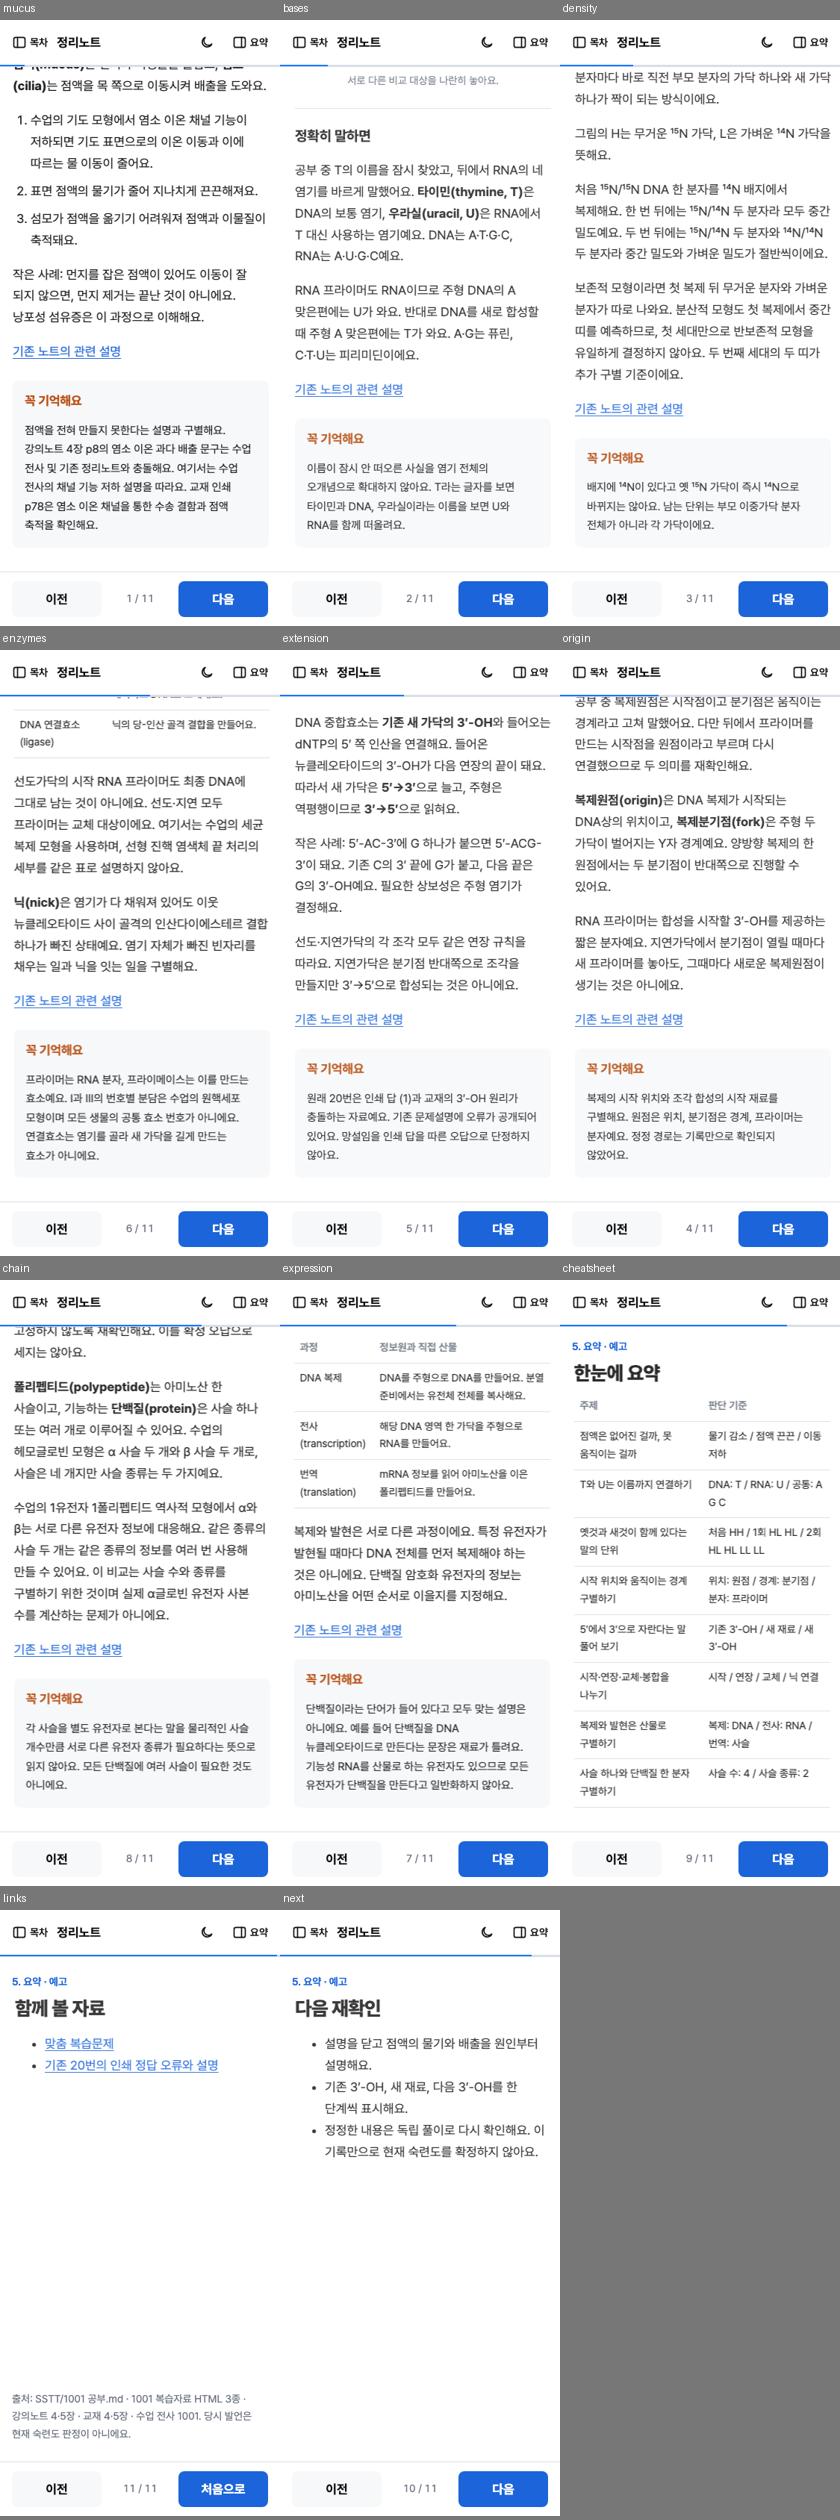 mucus
목차 정리노트
요약
(cilia)는 점액을 목 쪽으로 이동시켜 배출을 도와요.
1. 수업의 기도 모형에서 염소 이온 채널 기능이
저하되면 기도 표면으로의 이온 이동과 이에
따르는 물 이동이 줄어요.
2. 표면 점액의 물기가 줄어 지나치게 끈끈해져요.
3. 섬모가 점액을 옮기기 어려워져 점액과 이물질이
축적돼요.
작은 사례: 먼지를 잡은 점액이 있어도 이동이 잘
되지 않으면, 먼지 제거는 끝난 것이 아니에요.
낭포성 섬유증은 이 과정으로 이해해요.
기존 노트의 관련 설명
꼭 기억해요
점액을 전혀 만들지 못한다는 설명과 구별해요.
강의노트 4장 p8의 염소 이온 과다 배출 문구는 수업
전사 및 기존 정리노트와 충돌해요. 여기서는 수업
전사의 채널 기능 저하 설명을 따라요. 교재 인쇄
p78은 염소 이온 채널을 통한 수송 결함과 점액
축적을 확인해요.
이전
1 / 11
다음
bases
목차 정리노트
요약
서로 다른 비교 대상을 나란히 놓아요.
정확히 말하면
공부 중 T의 이름을 잠시 찾았고, 뒤에서 RNA의 네
염기를 바르게 말했어요. 타이민(thymine, T)은
DNA의 보통 염기, 우라실(uracil, U)은 RNA에서
T 대신 사용하는 염기예요. DNA는 A·T·G·C,
RNA는 A·U·G·C예요.
RNA 프라이머도 RNA이므로 주형 DNA의 A
맞은편에는 U가 와요. 반대로 DNA를 새로 합성할
때 주형 A 맞은편에는 T가 와요. A·G는 퓨린,
C·T·U는 피리미딘이에요.
기존 노트의 관련 설명
꼭 기억해요
이름이 잠시 안 떠오른 사실을 염기 전체의
오개념으로 확대하지 않아요. T라는 글자를 보면
타이민과 DNA, 우라실이라는 이름을 보면 U와
RNA를 함께 떠올려요.
이전
2 / 11
다음
density
목차 정리노트
요약
분자마다 바로 직전 부모 분자의 가닥 하나와 새 가닥
하나가 짝이 되는 방식이에요.
그림의 H는 무거운 ¹⁵N 가닥, L은 가벼운 ¹⁴N 가닥을
뜻해요.
처음 ¹⁵N/¹⁵N DNA 한 분자를 ¹⁴N 배지에서
복제해요. 한 번 뒤에는 ¹⁵N/¹⁴N 두 분자라 모두 중간
밀도예요. 두 번 뒤에는 ¹⁵N/¹⁴N 두 분자와 ¹⁴N/¹⁴N
두 분자라 중간 밀도와 가벼운 밀도가 절반씩이에요.
보존적 모형이라면 첫 복제 뒤 무거운 분자와 가벼운
분자가 따로 나와요. 분산적 모형도 첫 복제에서 중간
띠를 예측하므로, 첫 세대만으로 반보존적 모형을
유일하게 결정하지 않아요. 두 번째 세대의 두 띠가
추가 구별 기준이에요.
기존 노트의 관련 설명
꼭 기억해요
배지에 ¹⁴N이 있다고 옛 ¹⁵N 가닥이 즉시 ¹⁴N으로
바뀌지는 않아요. 남는 단위는 부모 이중가닥 분자
전체가 아니라 각 가닥이에요.
이전
3 / 11
다음
enzymes
목차 정리노트
요약
DNA 연결효소 닉의 당-인산 골격 결합을 만들어요.
(ligase)
선도가닥의 시작 RNA 프라이머도 최종 DNA에
그대로 남는 것이 아니에요. 선도·지연 모두
프라이머는 교체 대상이에요. 여기서는 수업의 세균
복제 모형을 사용하며, 선형 진핵 염색체 끝 처리의
세부를 같은 표로 설명하지 않아요.
닉(nick)은 염기가 다 채워져 있어도 이웃
뉴클레오타이드 사이 골격의 인산다이에스테르 결합
하나가 빠진 상태예요. 염기 자체가 빠진 빈자리를
채우는 일과 닉을 잇는 일을 구별해요.
기존 노트의 관련 설명
꼭 기억해요
프라이머는 RNA 분자, 프라이메이스는 이를 만드는
효소예요. I과 III의 번호별 분담은 수업의 원핵세포
모형이며 모든 생물의 공통 효소 번호가 아니에요.
연결효소는 염기를 골라 새 가닥을 길게 만드는
효소가 아니에요.
이전
6 / 11
다음
extension
목차 정리노트
요약
DNA 중합효소는 기존 새 가닥의 3′-OH와 들어오는
dNTP의 5′ 쪽 인산을 연결해요. 들어온
뉴클레오타이드의 3′-OH가 다음 연장의 끝이 돼요.
따라서 새 가닥은 5′→3′으로 늘고, 주형은
역평행이므로 3′→5′으로 읽혀요.
작은 사례: 5′-AC-3′에 G 하나가 붙으면 5′-ACG-
3′이 돼요. 기존 C의 3′ 끝에 G가 붙고, 다음 끝은
G의 3′-OH예요. 필요한 상보성은 주형 염기가
결정해요.
선도·지연가닥의 각 조각 모두 같은 연장 규칙을
따라요. 지연가닥은 분기점 반대쪽으로 조각을
만들지만 3′→5′으로 합성되는 것은 아니에요.
기존 노트의 관련 설명
꼭 기억해요
원래 20번은 인쇄 답 (1)과 교재의 3′-OH 원리가
충돌하는 자료예요. 기존 문제설명에 오류가 공개되어
있어요. 망설임을 인쇄 답을 따른 오답으로 단정하지
않아요.
이전
5 / 11
다음
origin
목차 정리노트
요약
공부 중 복제원점은 시작점이고 분기점은 움직이는
경계라고 고쳐 말했어요. 다만 뒤에서 프라이머를
만드는 시작점을 원점이라고 부르며 다시
연결했으므로 두 의미를 재확인해요.
복제원점(origin)은 DNA 복제가 시작되는
DNA상의 위치이고, 복제분기점(fork)은 주형 두
가닥이 벌어지는 Y자 경계예요. 양방향 복제의 한
원점에서는 두 분기점이 반대쪽으로 진행할 수
있어요.
RNA 프라이머는 합성을 시작할 3′-OH를 제공하는
짧은 분자예요. 지연가닥에서 분기점이 열릴 때마다
새 프라이머를 놓아도, 그때마다 새로운 복제원점이
생기는 것은 아니에요.
기존 노트의 관련 설명
꼭 기억해요
복제의 시작 위치와 조각 합성의 시작 재료를
구별해요. 원점은 위치, 분기점은 경계, 프라이머는
분자예요. 정정 경로는 기록만으로 확인되지
않았어요.
이전
4 / 11
다음
chain
목차 정리노트
요약
고정하지 않도록 재확인해요. 이를 확정 오답으로
세지는 않아요.
폴리펩티드(polypeptide)는 아미노산 한
사슬이고, 기능하는 단백질(protein)은 사슬 하나
또는 여러 개로 이루어질 수 있어요. 수업의
헤모글로빈 모형은 α 사슬 두 개와 β 사슬 두 개로,
사슬은 네 개지만 사슬 종류는 두 가지예요.
수업의 1유전자 1폴리펩티드 역사적 모형에서 α와
β는 서로 다른 유전자 정보에 대응해요. 같은 종류의
사슬 두 개는 같은 종류의 정보를 여러 번 사용해
만들 수 있어요. 이 비교는 사슬 수와 종류를
구별하기 위한 것이며 실제 α글로빈 유전자 사본
수를 계산하는 문제가 아니에요.
기존 노트의 관련 설명
꼭 기억해요
각 사슬을 별도 유전자로 본다는 말을 물리적인 사슬
개수만큼 서로 다른 유전자 종류가 필요하다는 뜻으로
읽지 않아요. 모든 단백질에 여러 사슬이 필요한 것도
아니에요.
이전
8 / 11
다음
expression
목차 정리노트
요약
과정 정보원과 직접 산물
DNA 복제 DNA를 주형으로 DNA를 만들어요. 분열
준비에서는 유전체 전체를 복사해요.
전사 해당 DNA 영역 한 가닥을 주형으로
(transcription) RNA를 만들어요.
번역 mRNA 정보를 읽어 아미노산을 이은
(translation) 폴리펩티드를 만들어요.
복제와 발현은 서로 다른 과정이에요. 특정 유전자가
발현될 때마다 DNA 전체를 먼저 복제해야 하는
것은 아니에요. 단백질 암호화 유전자의 정보는
아미노산을 어떤 순서로 이을지를 지정해요.
기존 노트의 관련 설명
꼭 기억해요
단백질이라는 단어가 들어 있다고 모두 맞는 설명은
아니에요. 예를 들어 단백질을 DNA
뉴클레오타이드로 만든다는 문장은 재료가 틀려요.
기능성 RNA를 산물로 하는 유전자도 있으므로 모든
유전자가 단백질을 만든다고 일반화하지 않아요.
이전
7 / 11
다음
cheatsheet
목차 정리노트
요약
5. 요약 · 예고
한눈에 요약
주제 판단 기준
점액은 없어진 걸까, 못 물기 감소 / 점액 끈끈 / 이동
움직이는 걸까 저하
T와 U는 이름까지 연결하기 DNA: T / RNA: U / 공통: A
G C
옛것과 새것이 함께 있다는 처음 HH / 1회 HL HL / 2회
말의 단위 HL HL LL LL
시작 위치와 움직이는 경계 위치: 원점 / 경계: 분기점 /
구별하기 분자: 프라이머
5′에서 3′으로 자란다는 말 기존 3′-OH / 새 재료 / 새
풀어 보기 3′-OH
시작·연장·교체·봉합을 시작 / 연장 / 교체 / 닉 연결
나누기
복제와 발현은 산물로 복제: DNA / 전사: RNA /
구별하기 번역: 사슬
사슬 하나와 단백질 한 분자 사슬 수: 4 / 사슬 종류: 2
구별하기
이전
9 / 11
다음
links
목차 정리노트
요약
5. 요약 · 예고
함께 볼 자료
맞춤 복습문제
기존 20번의 인쇄 정답 오류와 설명
출처: SSTT/1001 공부.md · 1001 복습자료 HTML 3종 ·
강의노트 4·5장 · 교재 4·5장 · 수업 전사 1001. 당시 발언은
현재 숙련도 판정이 아니에요.
이전
11 / 11
처음으로
next
목차 정리노트
요약
5. 요약 · 예고
다음 재확인
설명을 닫고 점액의 물기와 배출을 원인부터
설명해요.
기존 3′-OH, 새 재료, 다음 3′-OH를 한
단계씩 표시해요.
정정한 내용은 독립 풀이로 다시 확인해요. 이
기록만으로 현재 숙련도를 확정하지 않아요.
이전
10 / 11
다음